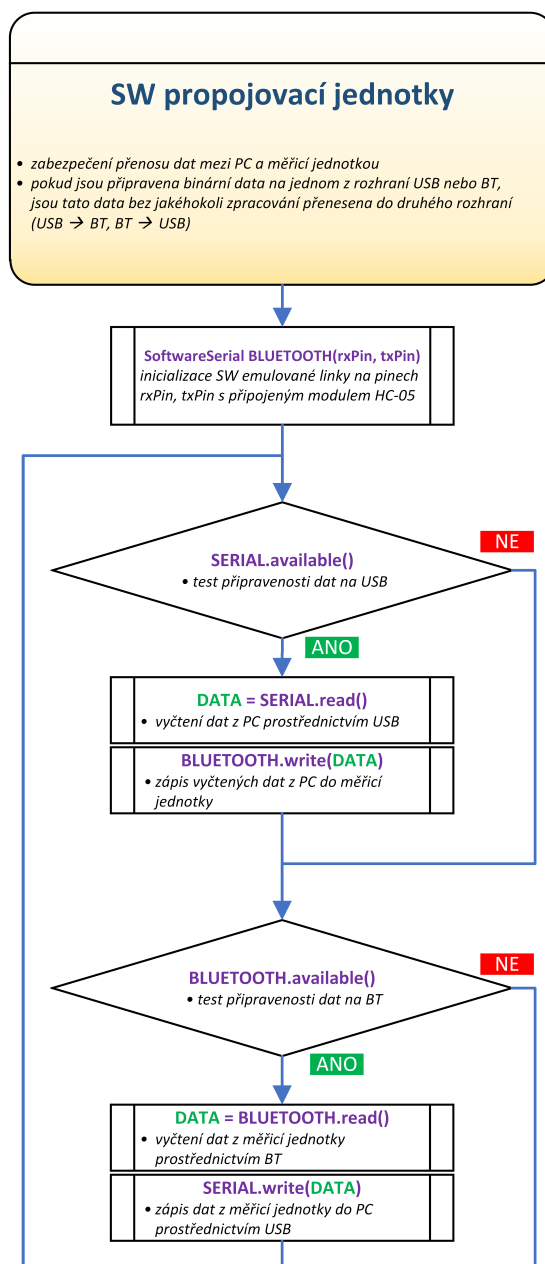 SW propojovací jednotky
• zabezpečení přenosu dat mezi PC a měřicí jednotkou
• pokud jsou připravena binární data na jednom z rozhraní USB nebo BT,
jsou tato data bez jakéhokoli zpracování přenesena do druhého rozhraní
(USB → BT, BT → USB)
SoftwareSerial BLUETOOTH(rxPin, txPin)
inicializace SW emulované linky na pinech
rxPin, txPin s připojeným modulem HC-05
NE
SERIAL.available()
• test připravenosti dat na USB
ANO
DATA = SERIAL.read()
• vyčtení dat z PC prostřednictvím USB
BLUETOOTH.write(DATA)
• zápis vyčtených dat z PC do měřicí
jednotky
NE
BLUETOOTH.available()
• test připravenosti dat na BT
ANO
DATA = BLUETOOTH.read()
• vyčtení dat z měřicí jednotky
prostřednictvím BT
SERIAL.write(DATA)
• zápis dat z měřicí jednotky do PC
prostřednictvím USB